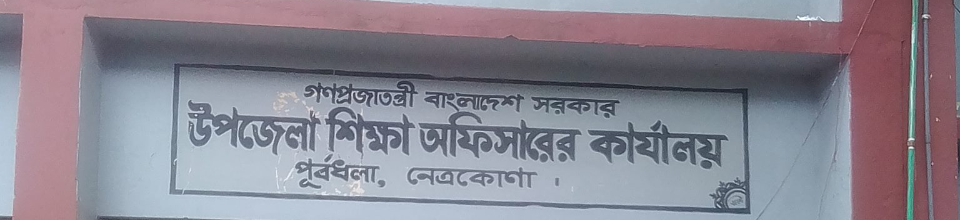 গণপ্রজাতন্ত্রী বাংলাদেশ সরকার
উপজেলা শিক্ষা অফিসারের কার্যালয়
পূর্বধলা, নেত্রকোণা ।